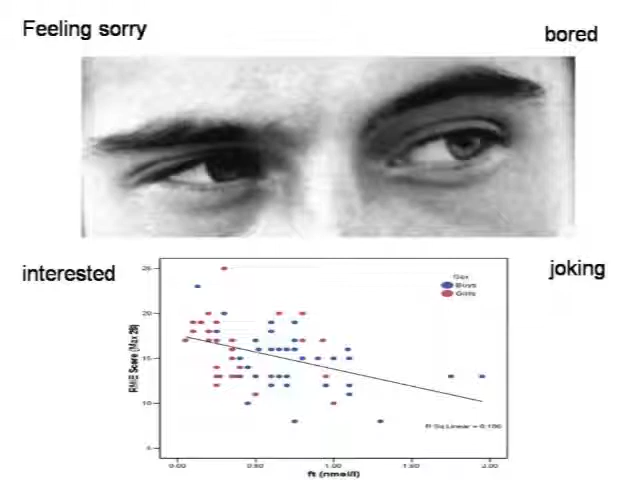 Feeling sorry
bored
interested
joking
Sex
Boys
Girls
RME Score (Max 28)
25
20
15
10
5
R Sq Linear = 0.186
0.00
0.50
1.00
1.50
2.00
ft (nmol/l)